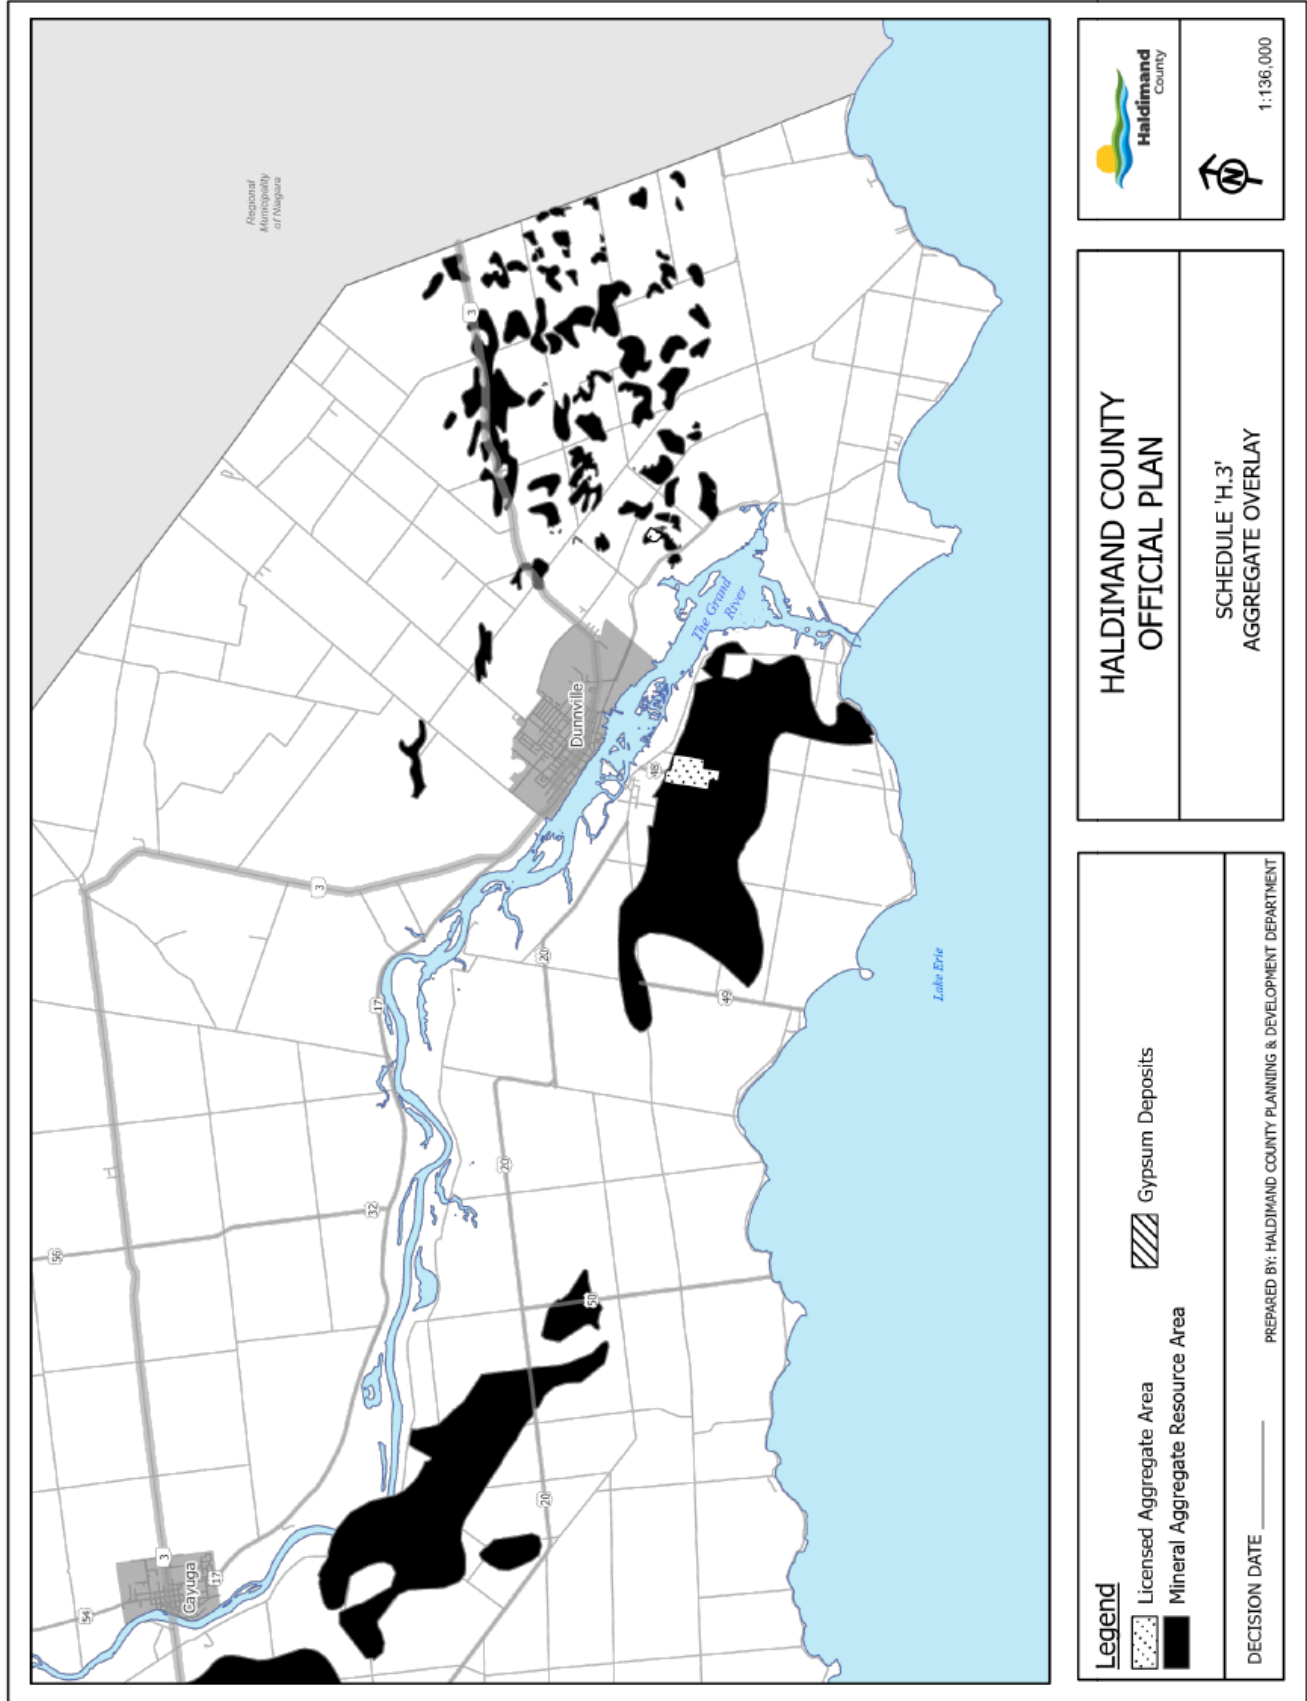 Regional
Municipality
of Niagara
3
3
3
56
32
17
54
17
Cayuga
Dunnville
The Grand
River
48
20
20
20
49
50
Lake Erie
Legend
Licensed Aggregate Area
Mineral Aggregate Resource Area
Gypsum Deposits
DECISION DATE ____________
PREPARED BY: HALDIMAND COUNTY PLANNING & DEVELOPMENT DEPARTMENT
HALDIMAND COUNTY
OFFICIAL PLAN
SCHEDULE 'H.3'
AGGREGATE OVERLAY
Haldimand
County
N
1:136,000